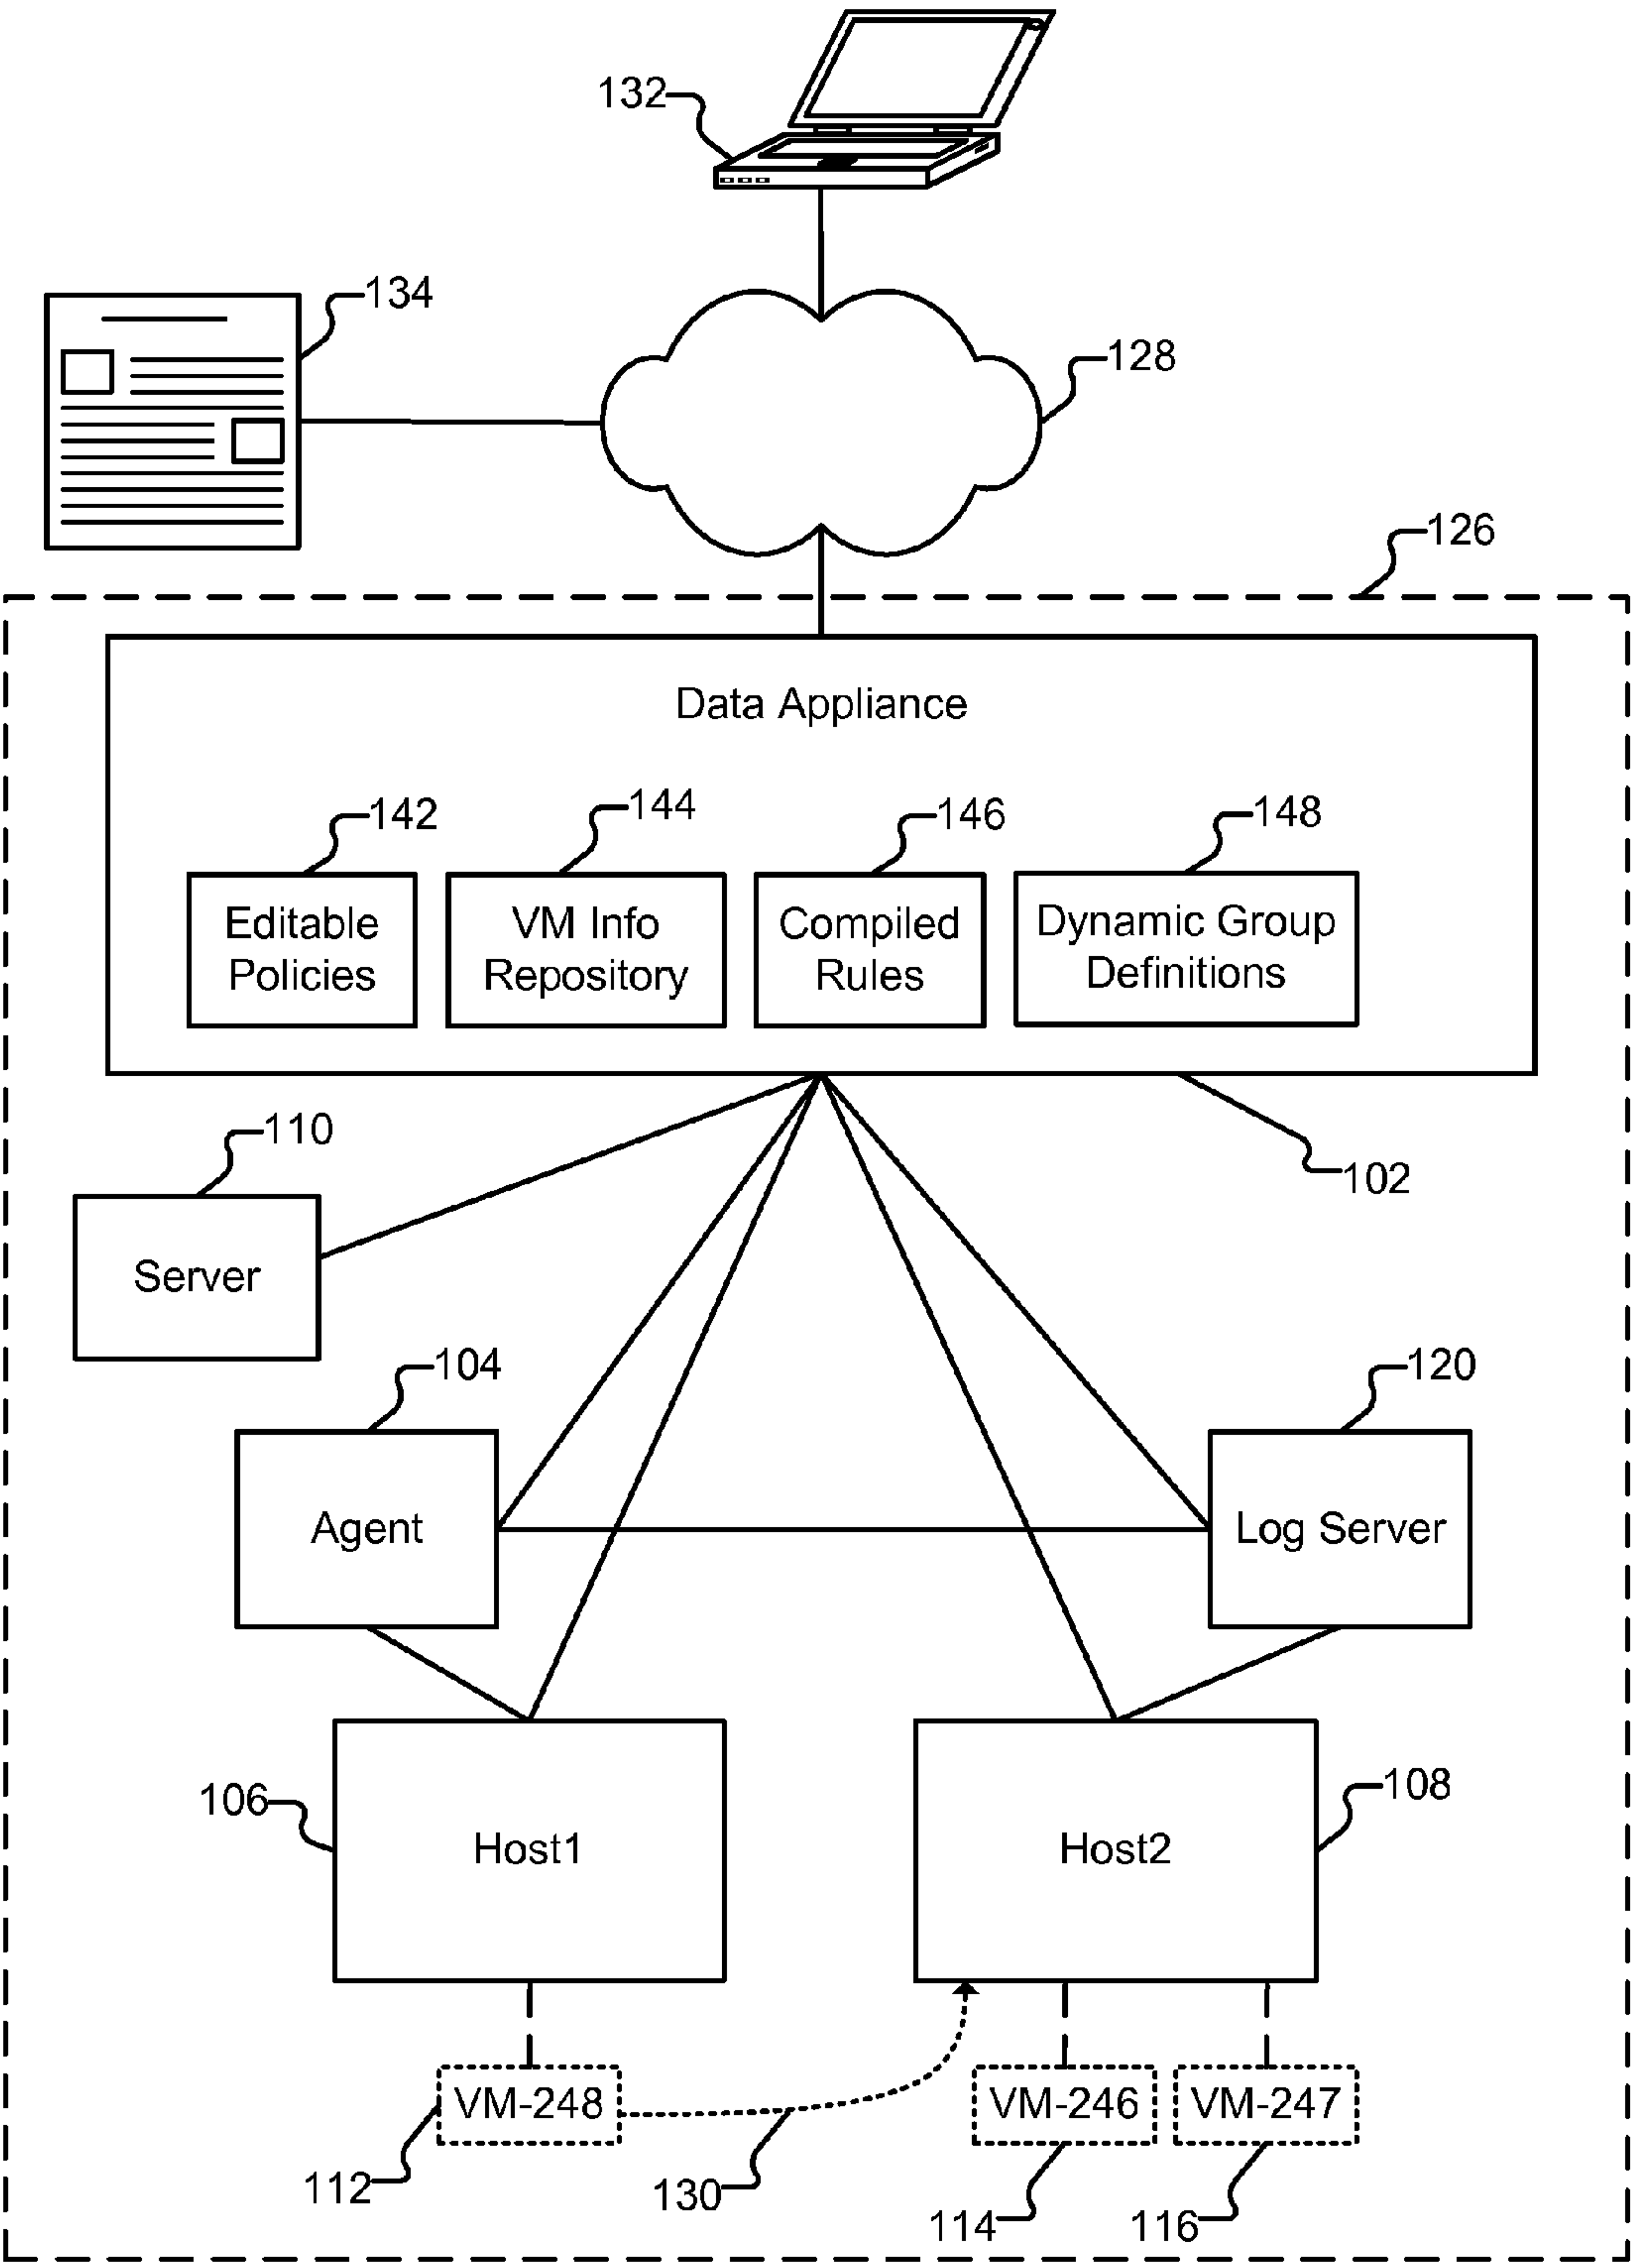 132
134
128
126
Data Appliance
142
144
146
148
Editable
Policies
VM Info
Repository
Compiled
Rules
Dynamic Group
Definitions
110
102
Server
104
120
Agent
Log Server
106
108
Host1
Host2
VM-248
VM-246
VM-247
112
130
114
116